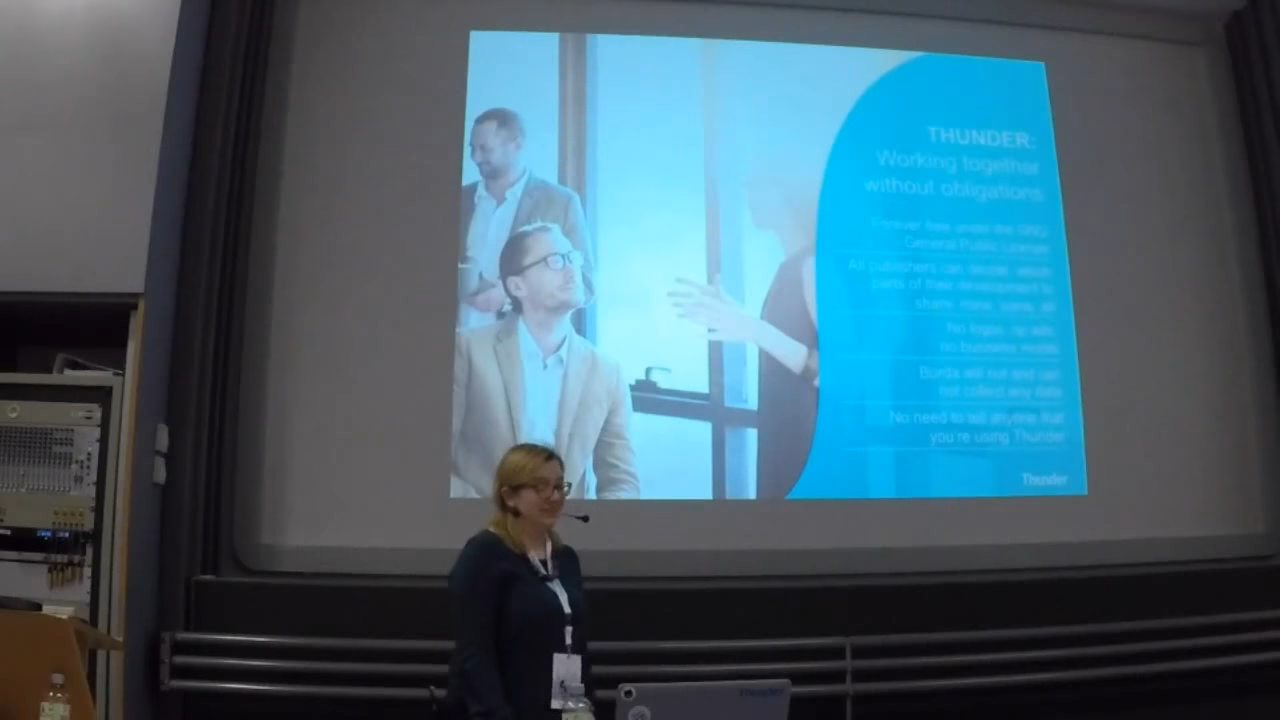 THUNDER:
Working together
without obligations
Forever free under the GNU
General Public License
All publishers can decide, which
parts of their development to
share: most, some, all
No logos, no ads,
no business model
Burda will not and can
not collect any data
No need to tell anyone that
you're using Thunder
Thunder
Thunder